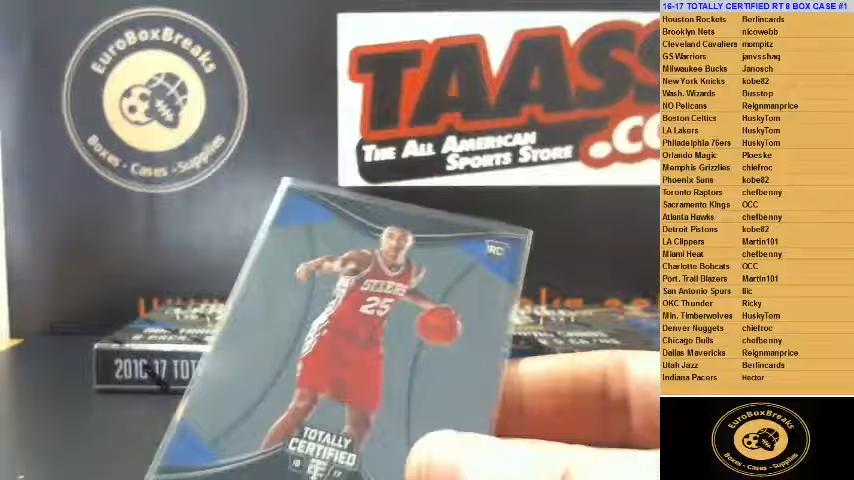 EuroBoxBreaks
Boxes - Cases - Supplies
TAASS
THE ALL AMERICAN
SPORTS STORE
.CO
RC
SIXERS
25
TOTALLY
CERTIFIED
16 17
2016-17 TOT
16-17 TOTALLY CERTIFIED RT 8 BOX CASE #1
Houston Rockets Berlincards
Brooklyn Nets nicowebb
Cleveland Cavaliers mompitz
GS Warriors janvsshaq
Milwaukee Bucks Janosch
New York Knicks kobe82
Wash. Wizards Busstop
NO Pelicans Reignmanprice
Boston Celtics HuskyTom
LA Lakers HuskyTom
Philadelphia 76ers HuskyTom
Orlando Magic Ploeske
Memphis Grizzlies chiefroc
Phoenix Suns kobe82
Toronto Raptors chefbenny
Sacramento Kings OCC
Atlanta Hawks chefbenny
Detroit Pistons kobe82
LA Clippers Martin101
Miami Heat chefbenny
Charlotte Bobcats OCC
Port. Trail Blazers Martin101
San Antonio Spurs Ilic
OKC Thunder Ricky
Min. Timberwolves HuskyTom
Denver Nuggets chiefroc
Chicago Bulls chefbenny
Dallas Mavericks Reignmanprice
Utah Jazz Berlincards
Indiana Pacers Hector
EuroBoxBreaks
Boxes - Cases - Supplies